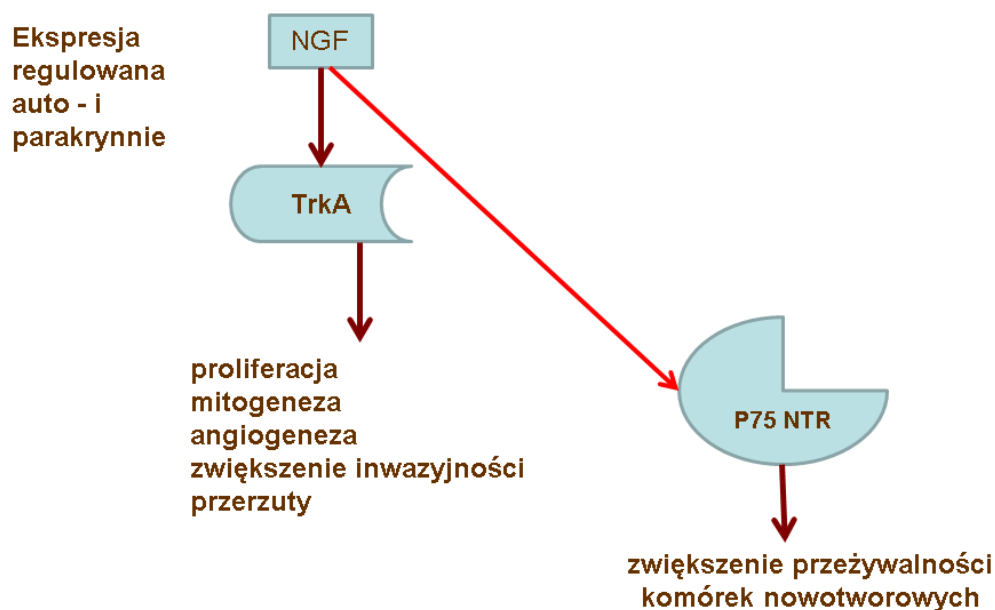 Ekspresja
regulowana
auto - i
parakrynnie
NGF
TrkA
proliferacja
mitogeneza
angiogeneza
zwiększenie inwazyjności
przerzuty
P75 NTR
zwiększenie przeżywalności
komórek nowotworowych